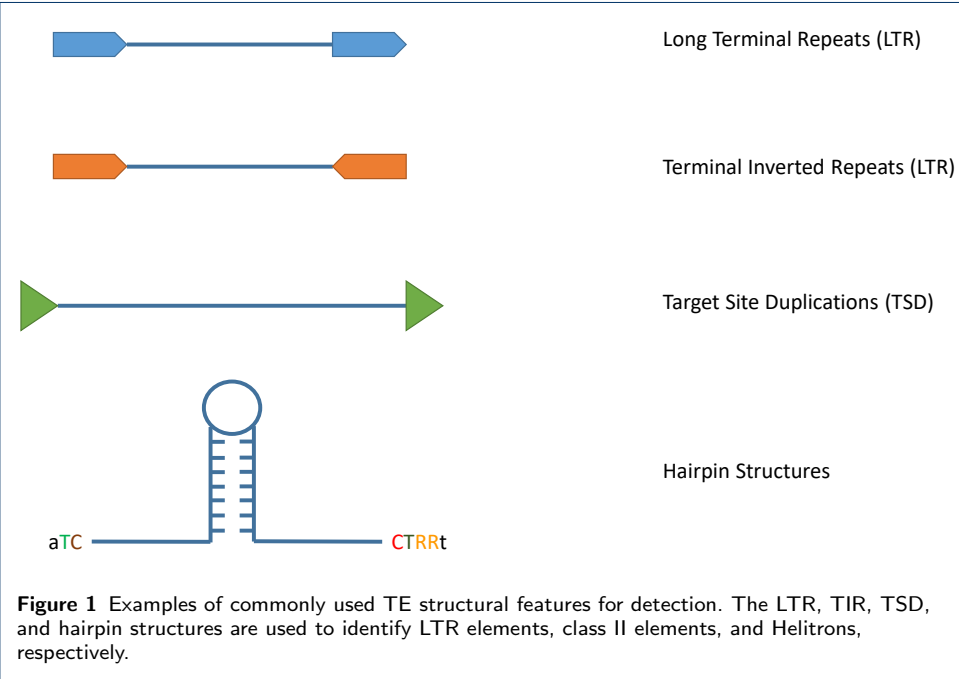 Long Terminal Repeats (LTR)
Terminal Inverted Repeats (LTR)
Target Site Duplications (TSD)
Hairpin Structures
aTC CTRRt
Figure 1 Examples of commonly used TE structural features for detection. The LTR, TIR, TSD,
and hairpin structures are used to identify LTR elements, class II elements, and Helitrons,
respectively.